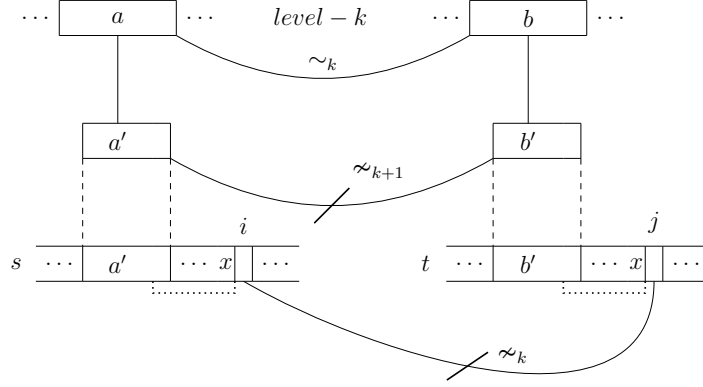 ⋯ a ⋯ level − k ⋯ b ⋯
∼k
a′ b′
≁k+1
i j
s ⋯ a′ ⋯ x ⋯ t ⋯ b′ ⋯ x ⋯
≁k